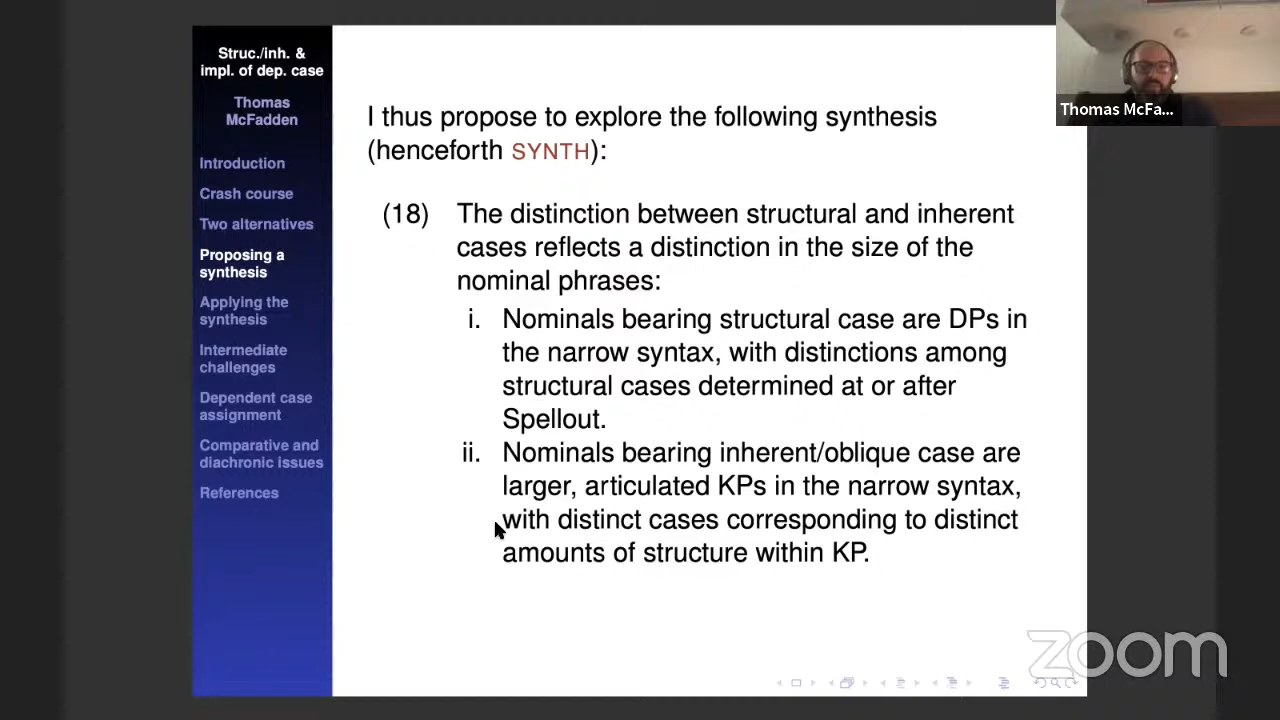 Struc./inh. &
impl. of dep. case
Thomas
McFadden
Introduction
Crash course
Two alternatives
Proposing a
synthesis
Applying the
synthesis
Intermediate
challenges
Dependent case
assignment
Comparative and
diachronic issues
References
I thus propose to explore the following synthesis
(henceforth SYNTH):
(18) The distinction between structural and inherent
cases reflects a distinction in the size of the
nominal phrases:
i. Nominals bearing structural case are DPs in
the narrow syntax, with distinctions among
structural cases determined at or after
Spellout.
ii. Nominals bearing inherent/oblique case are
larger, articulated KPs in the narrow syntax,
with distinct cases corresponding to distinct
amounts of structure within KP.
Thomas McFa...
zoom